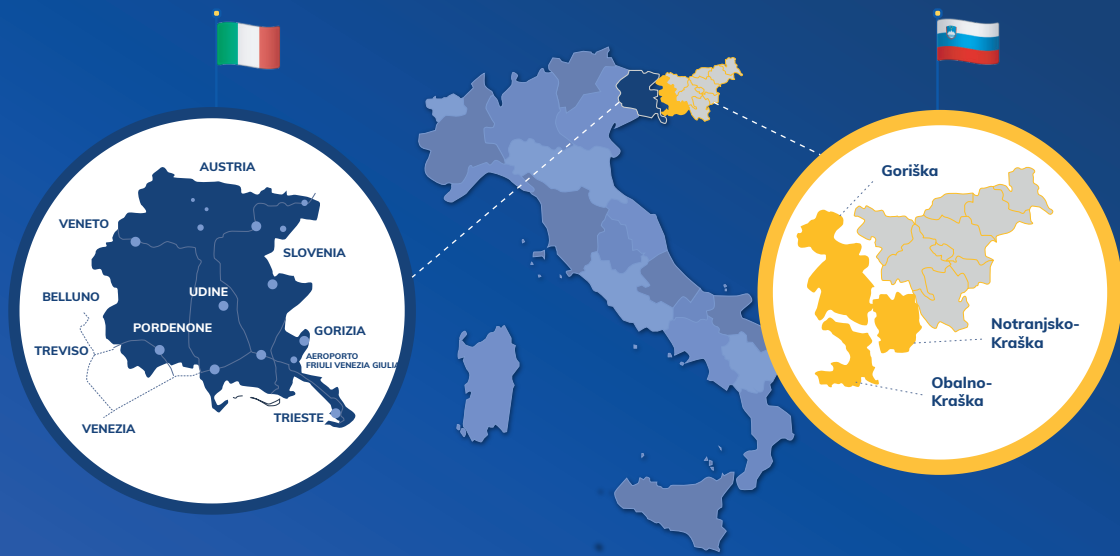 AUSTRIA
VENETO
SLOVENIA
BELLUNO
UDINE
PORDENONE
GORIZIA
TREVISO
AEROPORTO
FRIULI VENEZIA GIULIA
TRIESTE
VENEZIA
Goriška
Notranjsko-
Kraška
Obalno-
Kraška